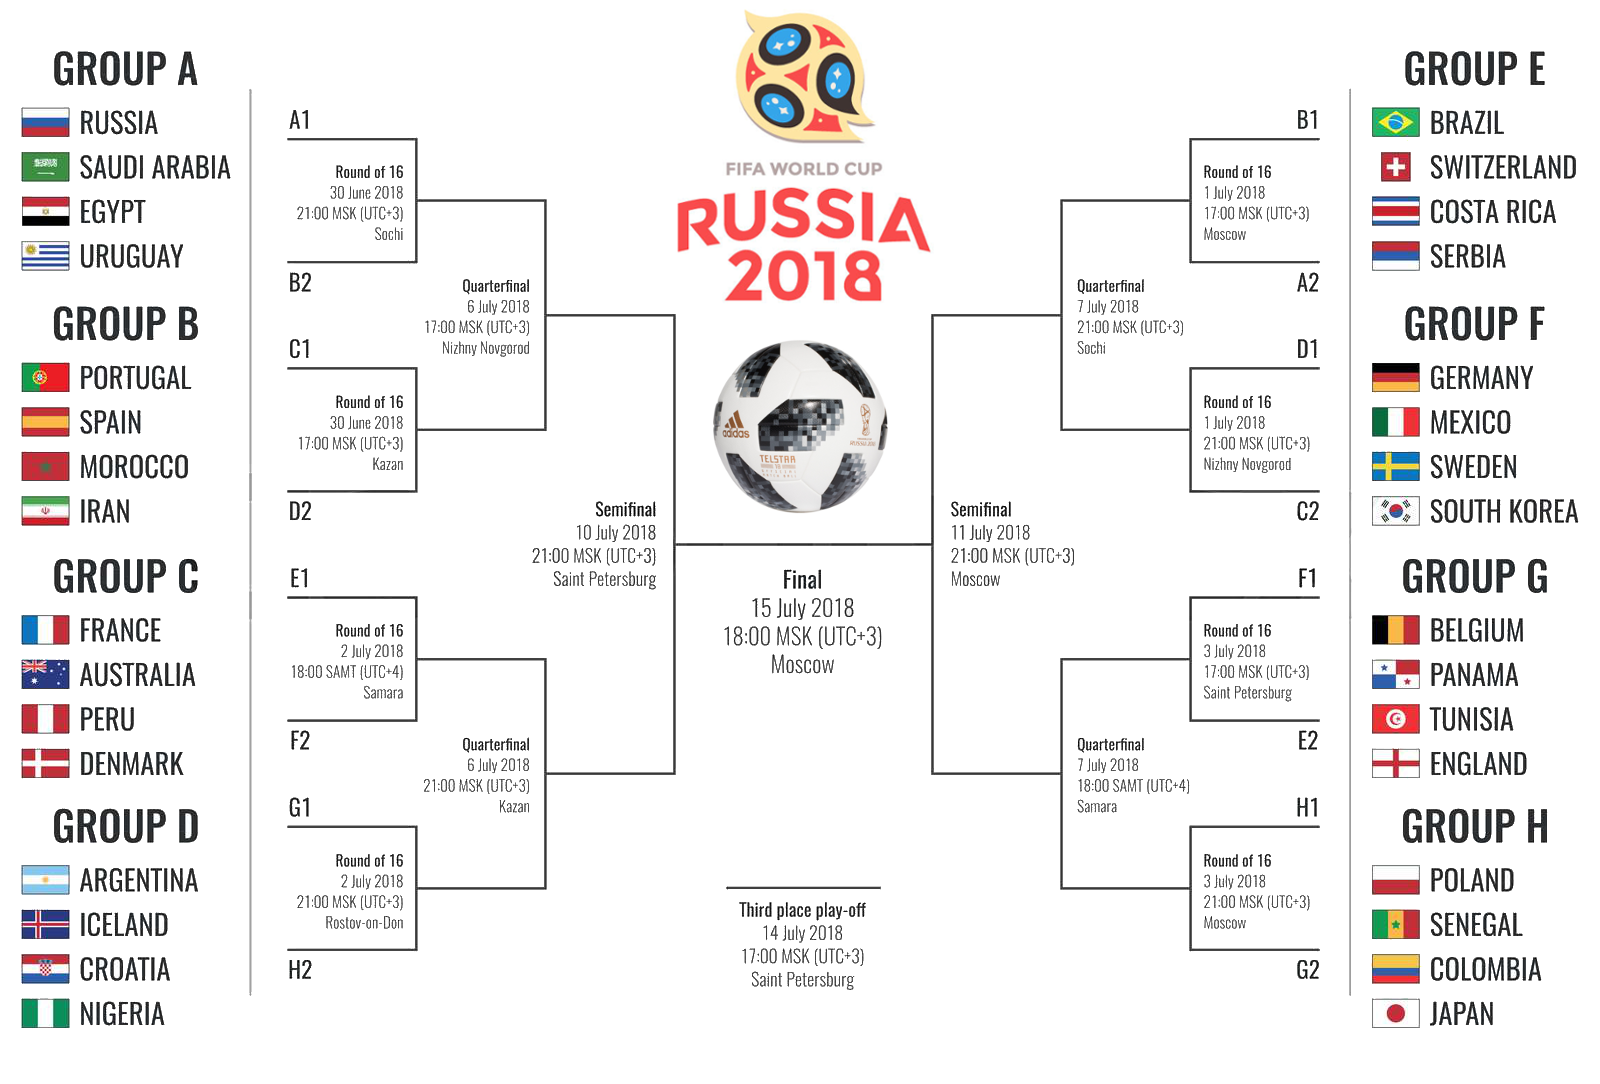 GROUP A
RUSSIA
SAUDI ARABIA
EGYPT
URUGUAY
GROUP B
PORTUGAL
SPAIN
MOROCCO
IRAN
GROUP C
FRANCE
AUSTRALIA
PERU
DENMARK
GROUP D
ARGENTINA
ICELAND
CROATIA
NIGERIA
A1
Round of 16
30 June 2018
21:00 MSK (UTC+3)
Sochi
B2
C1
Round of 16
30 June 2018
17:00 MSK (UTC+3)
Kazan
D2
E1
Round of 16
2 July 2018
18:00 SAMT (UTC+4)
Samara
F2
G1
Round of 16
2 July 2018
21:00 MSK (UTC+3)
Rostov-on-Don
H2
Quarterfinal
6 July 2018
17:00 MSK (UTC+3)
Nizhny Novgorod
Quarterfinal
6 July 2018
21:00 MSK (UTC+3)
Kazan
Semifinal
10 July 2018
21:00 MSK (UTC+3)
Saint Petersburg
FIFA WORLD CUP
RUSSIA
2018
adidas
TELSTAR
RUSSIA 2018
Final
15 July 2018
18:00 MSK (UTC+3)
Moscow
Third place play-off
14 July 2018
17:00 MSK (UTC+3)
Saint Petersburg
Semifinal
11 July 2018
21:00 MSK (UTC+3)
Moscow
Quarterfinal
7 July 2018
21:00 MSK (UTC+3)
Sochi
Quarterfinal
7 July 2018
18:00 SAMT (UTC+4)
Samara
B1
Round of 16
1 July 2018
17:00 MSK (UTC+3)
Moscow
A2
D1
Round of 16
1 July 2018
21:00 MSK (UTC+3)
Nizhny Novgorod
C2
F1
Round of 16
3 July 2018
17:00 MSK (UTC+3)
Saint Petersburg
E2
H1
Round of 16
3 July 2018
21:00 MSK (UTC+3)
Moscow
G2
GROUP E
BRAZIL
SWITZERLAND
COSTA RICA
SERBIA
GROUP F
GERMANY
MEXICO
SWEDEN
SOUTH KOREA
GROUP G
BELGIUM
PANAMA
TUNISIA
ENGLAND
GROUP H
POLAND
SENEGAL
COLOMBIA
JAPAN